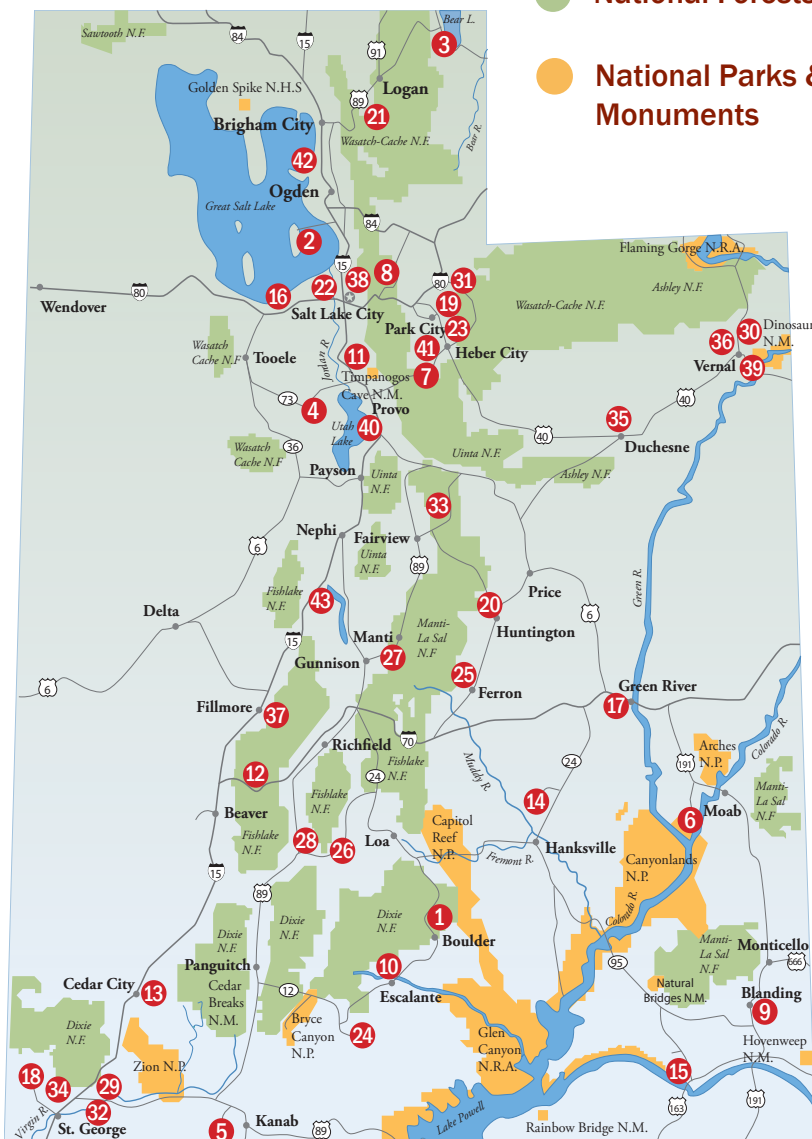 National Forests
National Parks &
Monuments
Sawtooth N.F.
84
15
91
Bear L.
3
Golden Spike N.H.S
89
Logan
21
Brigham City
Wasatch-Cache N.F.
Bear R.
42
Ogden
Great Salt Lake
84
2
15
38
8
Flaming Gorge N.R.A.
Ashley N.F.
Wasatch-Cache N.F.
80
31
80
Wendover
16
22
Salt Lake City
19
Park City
23
36
30
Dinosaur
N.M.
Wasatch
Cache N.F
Tooele
Jordan R
11
41
Heber City
Vernal
39
7
Timpanogos
Cave N.M.
73
4
Provo
40
Utah
Lake
40
35
Duchesne
40
36
Wasatch
Cache N.F
Payson
Uinta N.F.
Ashley N.F.
Uinta
N.F.
33
6
Nephi
Fairview
Uinta
N.F.
89
Green R.
Price
Fishlake
N.F.
43
20
6
Delta
Huntington
15
Manti
Manti-
La Sal
N.F
27
Gunnison
25
Ferron
6
Green River
17
Fillmore
37
Richfield
70
Colorado R.
Arches
N.P.
191
Muddy R.
24
24
Fishlake
N.F.
12
Fishlake
N.F.
Manti-
La Sal
N.F
14
Moab
6
Beaver
Fishlake
N.F.
28
26
Loa
Capitol
Reef
N.P.
Hanksville
Fremont R.
Canyonlands
N.P.
15
89
Colorado R.
Dixie
N.F.
Dixie
N.F.
Dixie
N.F.
1
Boulder
Manti-
La Sal
N.F
Monticello
666
95
Panguitch
10
Escalante
Natural
Bridges N.M.
Cedar City
13
Cedar
Breaks
N.M.
12
Blanding
9
Dixie
N.F.
Bryce
Canyon
N.P.
24
Glen
Canyon
N.R.A.
Hovenweep
N.M.
15
Zion N.P.
18
34
29
32
Virgin R.
St. George
5
Kanab
89
Lake Powell
163
191
Rainbow Bridge N.M.